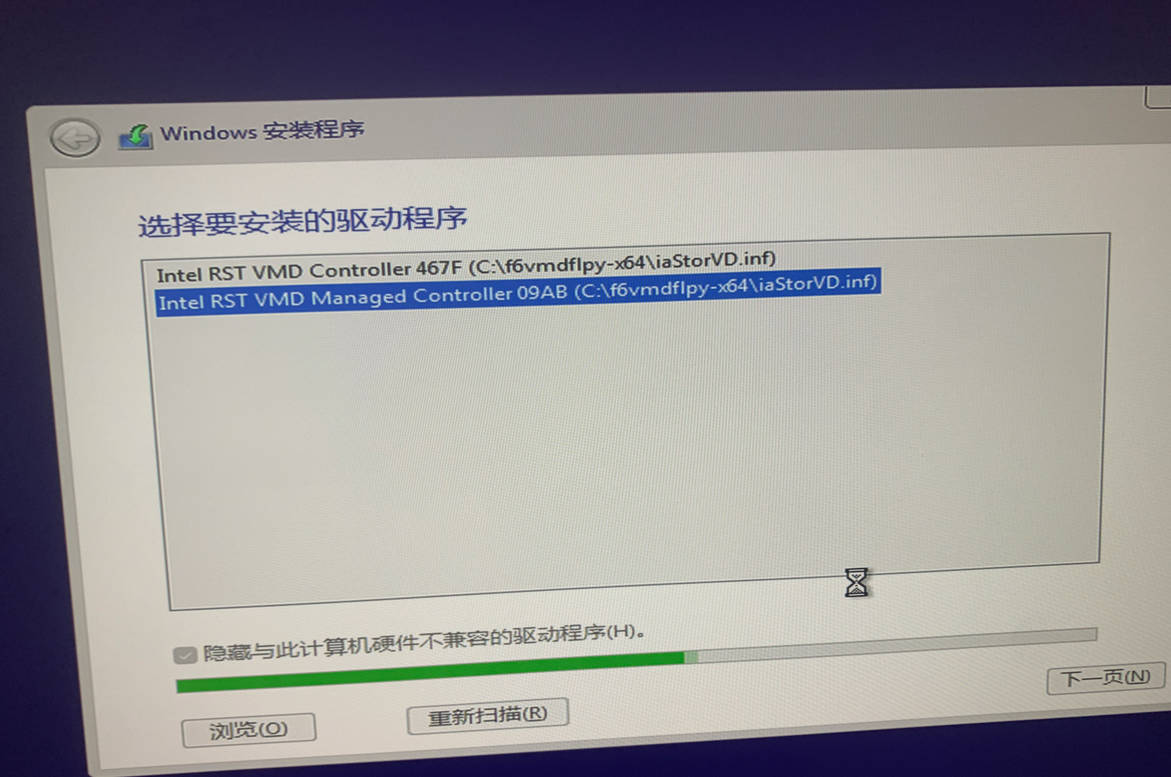 Windows 安装程序
选择要安装的驱动程序
Intel RST VMD Controller 467F (C:\f6vmdflpy-x64\iaStorVD.inf)
Intel RST VMD Managed Controller 09AB (C:\f6vmdflpy-x64\iaStorVD.inf)
隐藏与此计算机硬件不兼容的驱动程序(H)。
浏览(O)
重新扫描(R)
下一页(N)